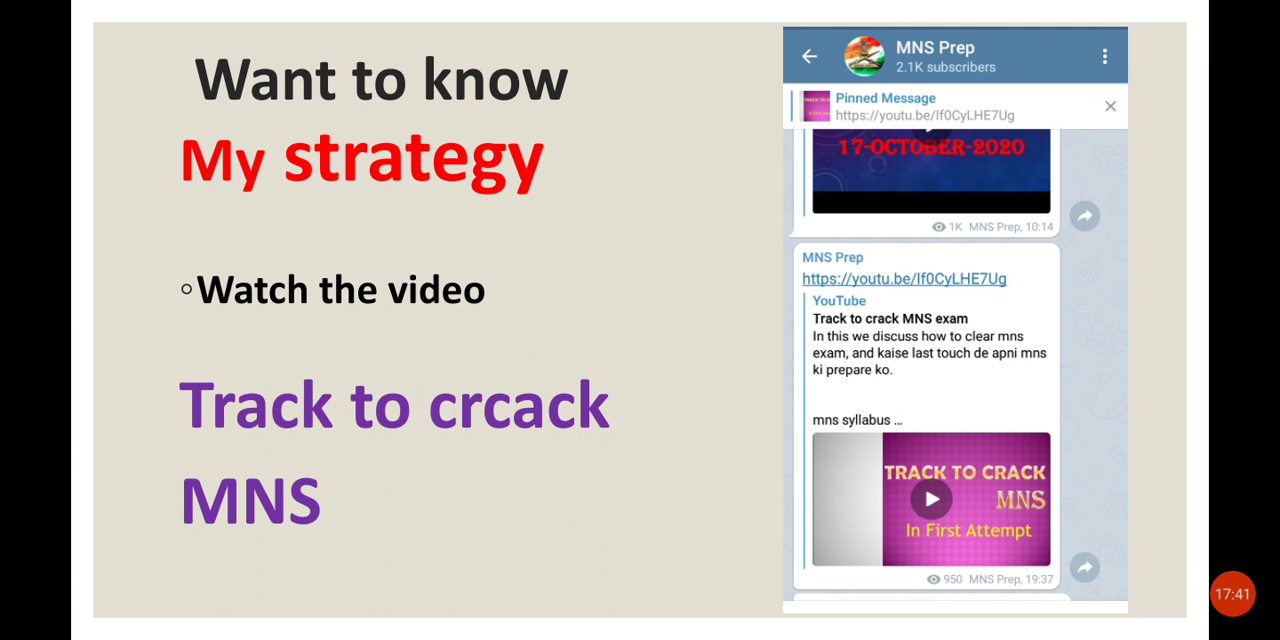 Want to know
My strategy
Watch the video
Track to crcack
MNS
MNS Prep
2.1K subscribers
Pinned Message
https://youtu.be/lf0CyLHE7Ug
17-OCTOBER-2020
1K MNS Prep, 10:14
MNS Prep
https://youtu.be/lf0CyLHE7Ug
YouTube
Track to crack MNS exam
In this we discuss how to clear mns
exam, and kaise last touch de apni mns
ki prepare ko.
mns syllabus ...
TRACK TO CRACK
MNS
In First Attempt
950 MNS Prep, 19:37
17:41